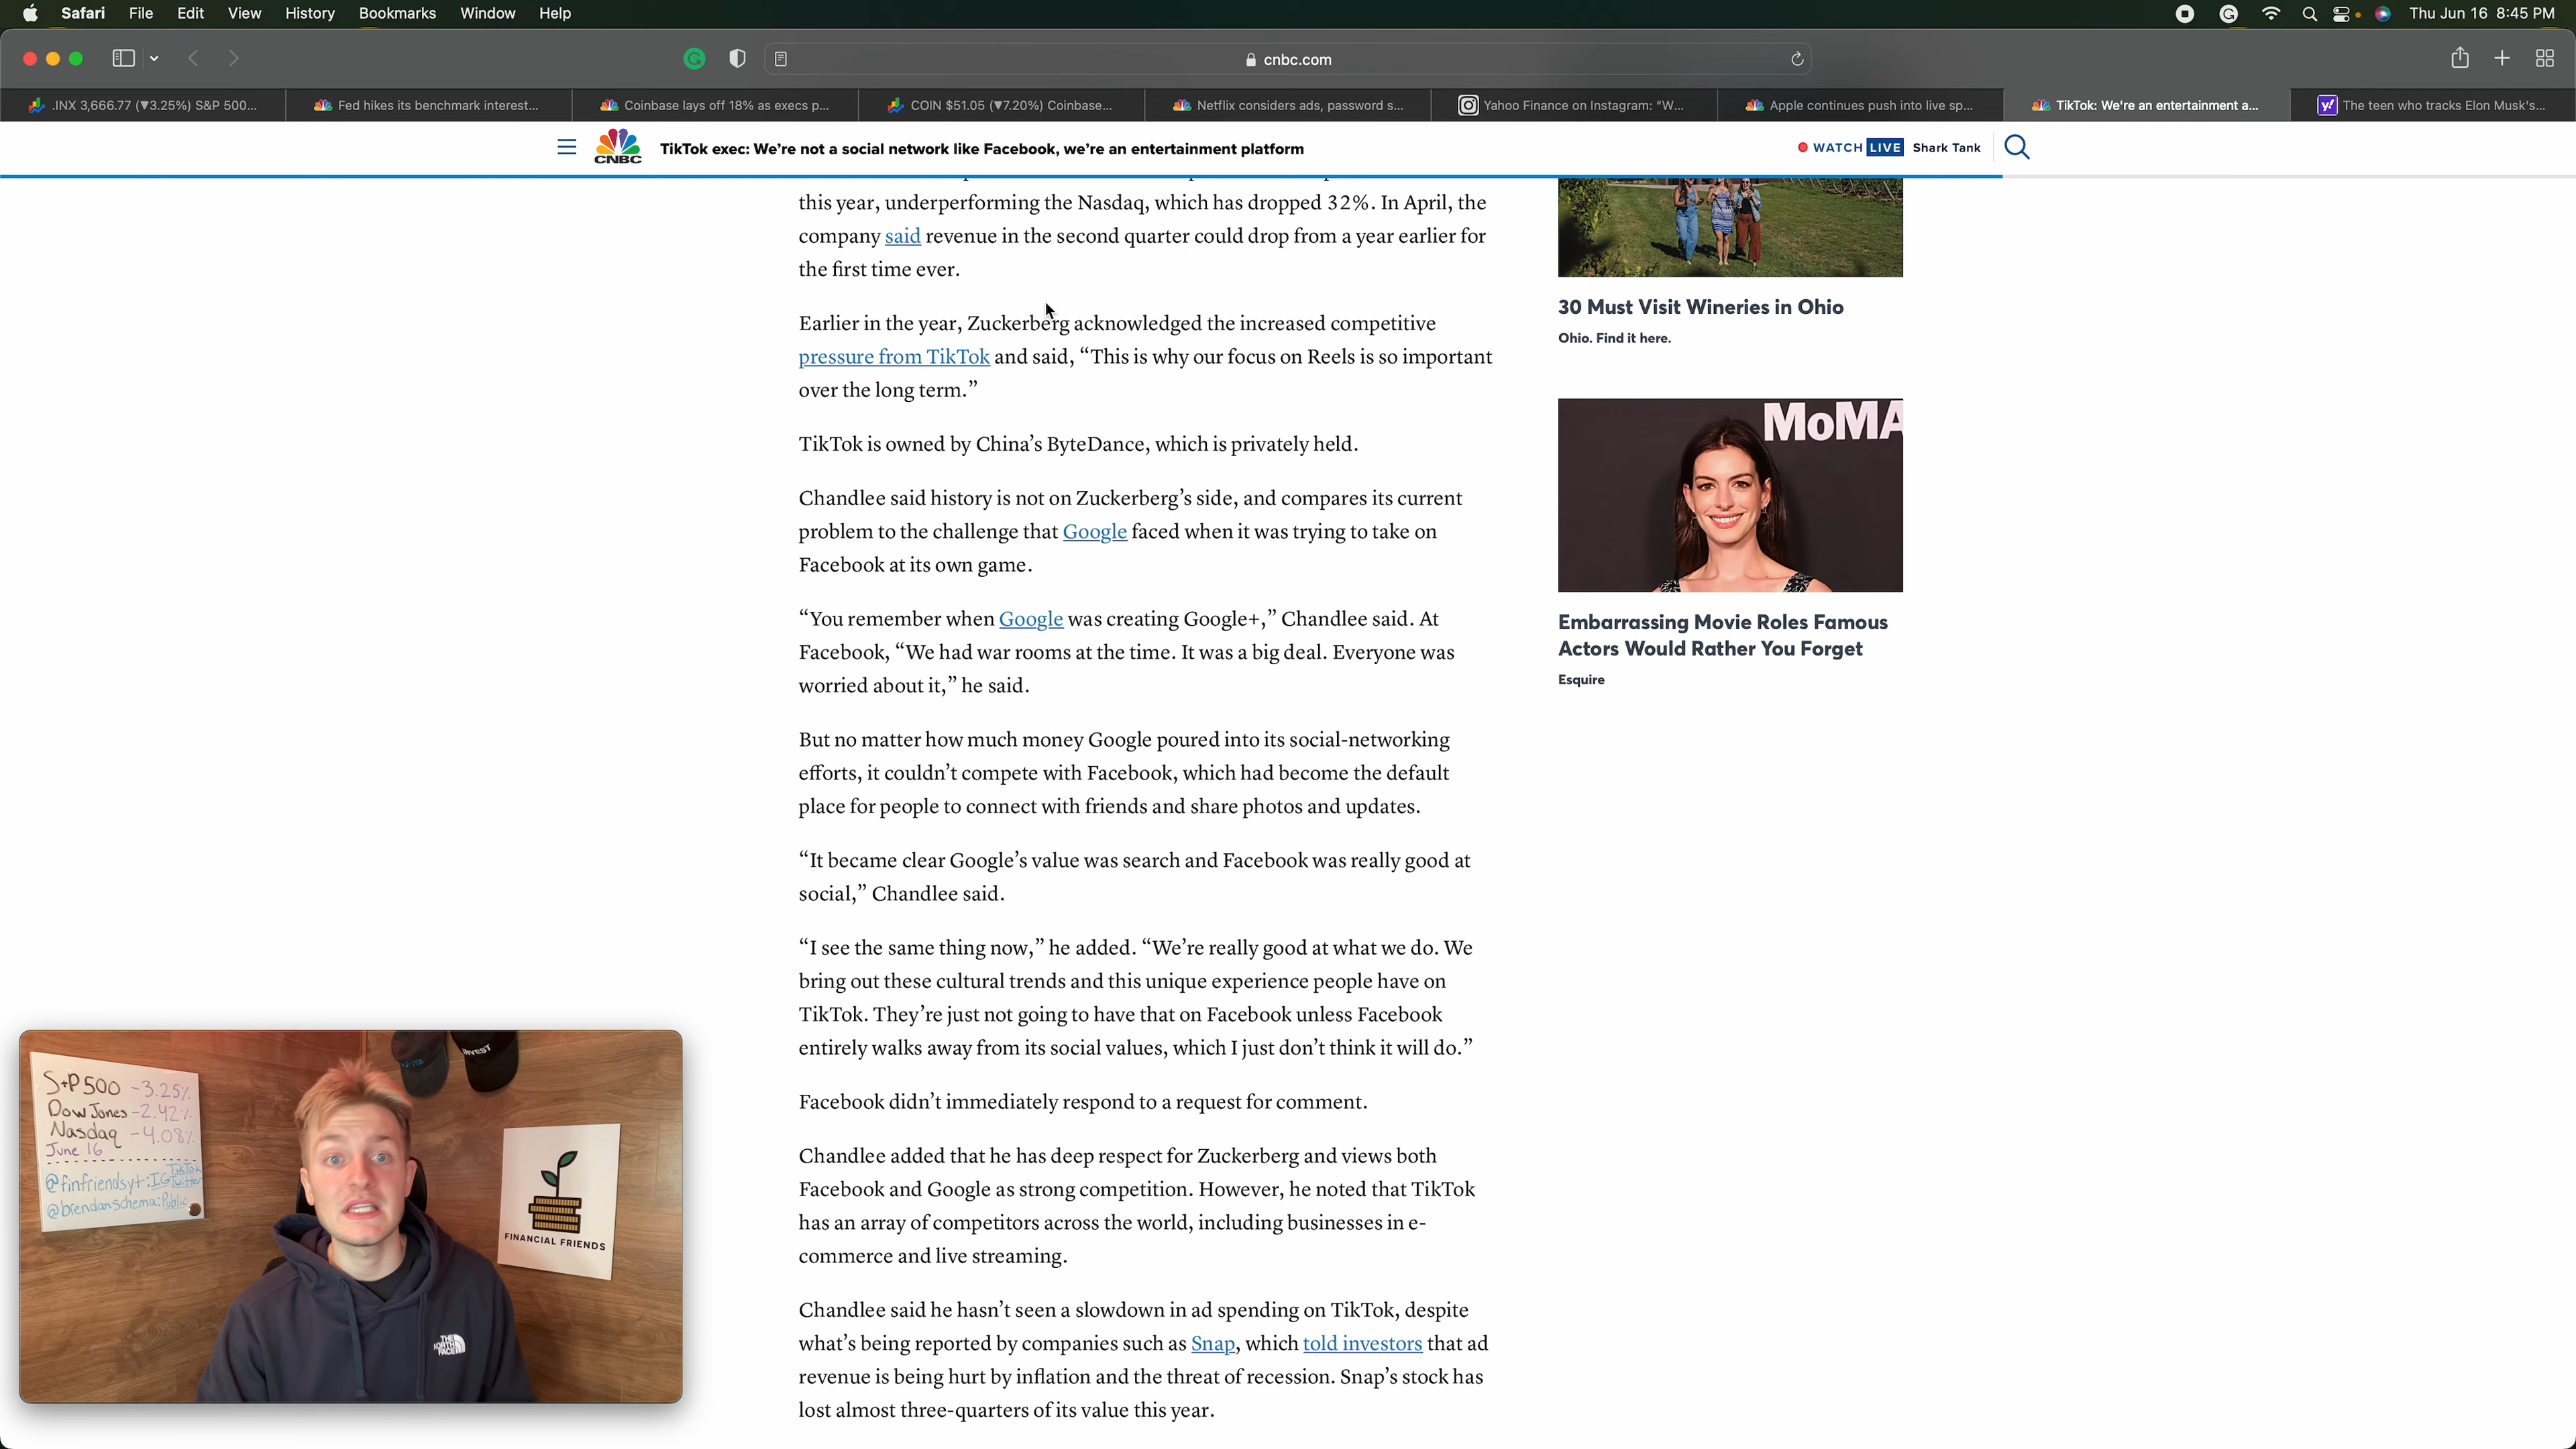 Safari File Edit View History Bookmarks Window Help
Thu Jun 16 8:45 PM
cnbc.com
.INX 3,666.77 (▼3.25%) S&P 500...
Fed hikes its benchmark interest...
Coinbase lays off 18% as execs p...
COIN $51.05 (▼7.20%) Coinbase...
Netflix considers ads, password s...
Yahoo Finance on Instagram: “W...
Apple continues push into live sp...
TikTok: We're an entertainment a...
y!
The teen who tracks Elon Musk's...
CNBC
TikTok exec: We’re not a social network like Facebook, we’re an entertainment platform
WATCH LIVE Shark Tank
this year, underperforming the Nasdaq, which has dropped 32%. In April, the
company said revenue in the second quarter could drop from a year earlier for
the first time ever.
Earlier in the year, Zuckerberg acknowledged the increased competitive
pressure from TikTok and said, “This is why our focus on Reels is so important
over the long term.”
TikTok is owned by China’s ByteDance, which is privately held.
Chandlee said history is not on Zuckerberg’s side, and compares its current
problem to the challenge that Google faced when it was trying to take on
Facebook at its own game.
“You remember when Google was creating Google+,” Chandlee said. At
Facebook, “We had war rooms at the time. It was a big deal. Everyone was
worried about it,” he said.
But no matter how much money Google poured into its social-networking
efforts, it couldn’t compete with Facebook, which had become the default
place for people to connect with friends and share photos and updates.
“It became clear Google’s value was search and Facebook was really good at
social,” Chandlee said.
“I see the same thing now,” he added. “We’re really good at what we do. We
bring out these cultural trends and this unique experience people have on
TikTok. They’re just not going to have that on Facebook unless Facebook
entirely walks away from its social values, which I just don’t think it will do.”
Facebook didn’t immediately respond to a request for comment.
Chandlee added that he has deep respect for Zuckerberg and views both
Facebook and Google as strong competition. However, he noted that TikTok
has an array of competitors across the world, including businesses in e-
commerce and live streaming.
Chandlee said he hasn’t seen a slowdown in ad spending on TikTok, despite
what’s being reported by companies such as Snap, which told investors that ad
revenue is being hurt by inflation and the threat of recession. Snap’s stock has
lost almost three-quarters of its value this year.
30 Must Visit Wineries in Ohio
Ohio. Find it here.
MoMA
Embarrassing Movie Roles Famous
Actors Would Rather You Forget
Esquire
S+P 500 -3.25%
Dow Jones -2.42%
Nasdaq -4.08%
June 16
TikTok
@finfriendsyt: IG Twitter
@brendanschema: Public
INVEST
THE
NORTH
FACE
FINANCIAL FRIENDS